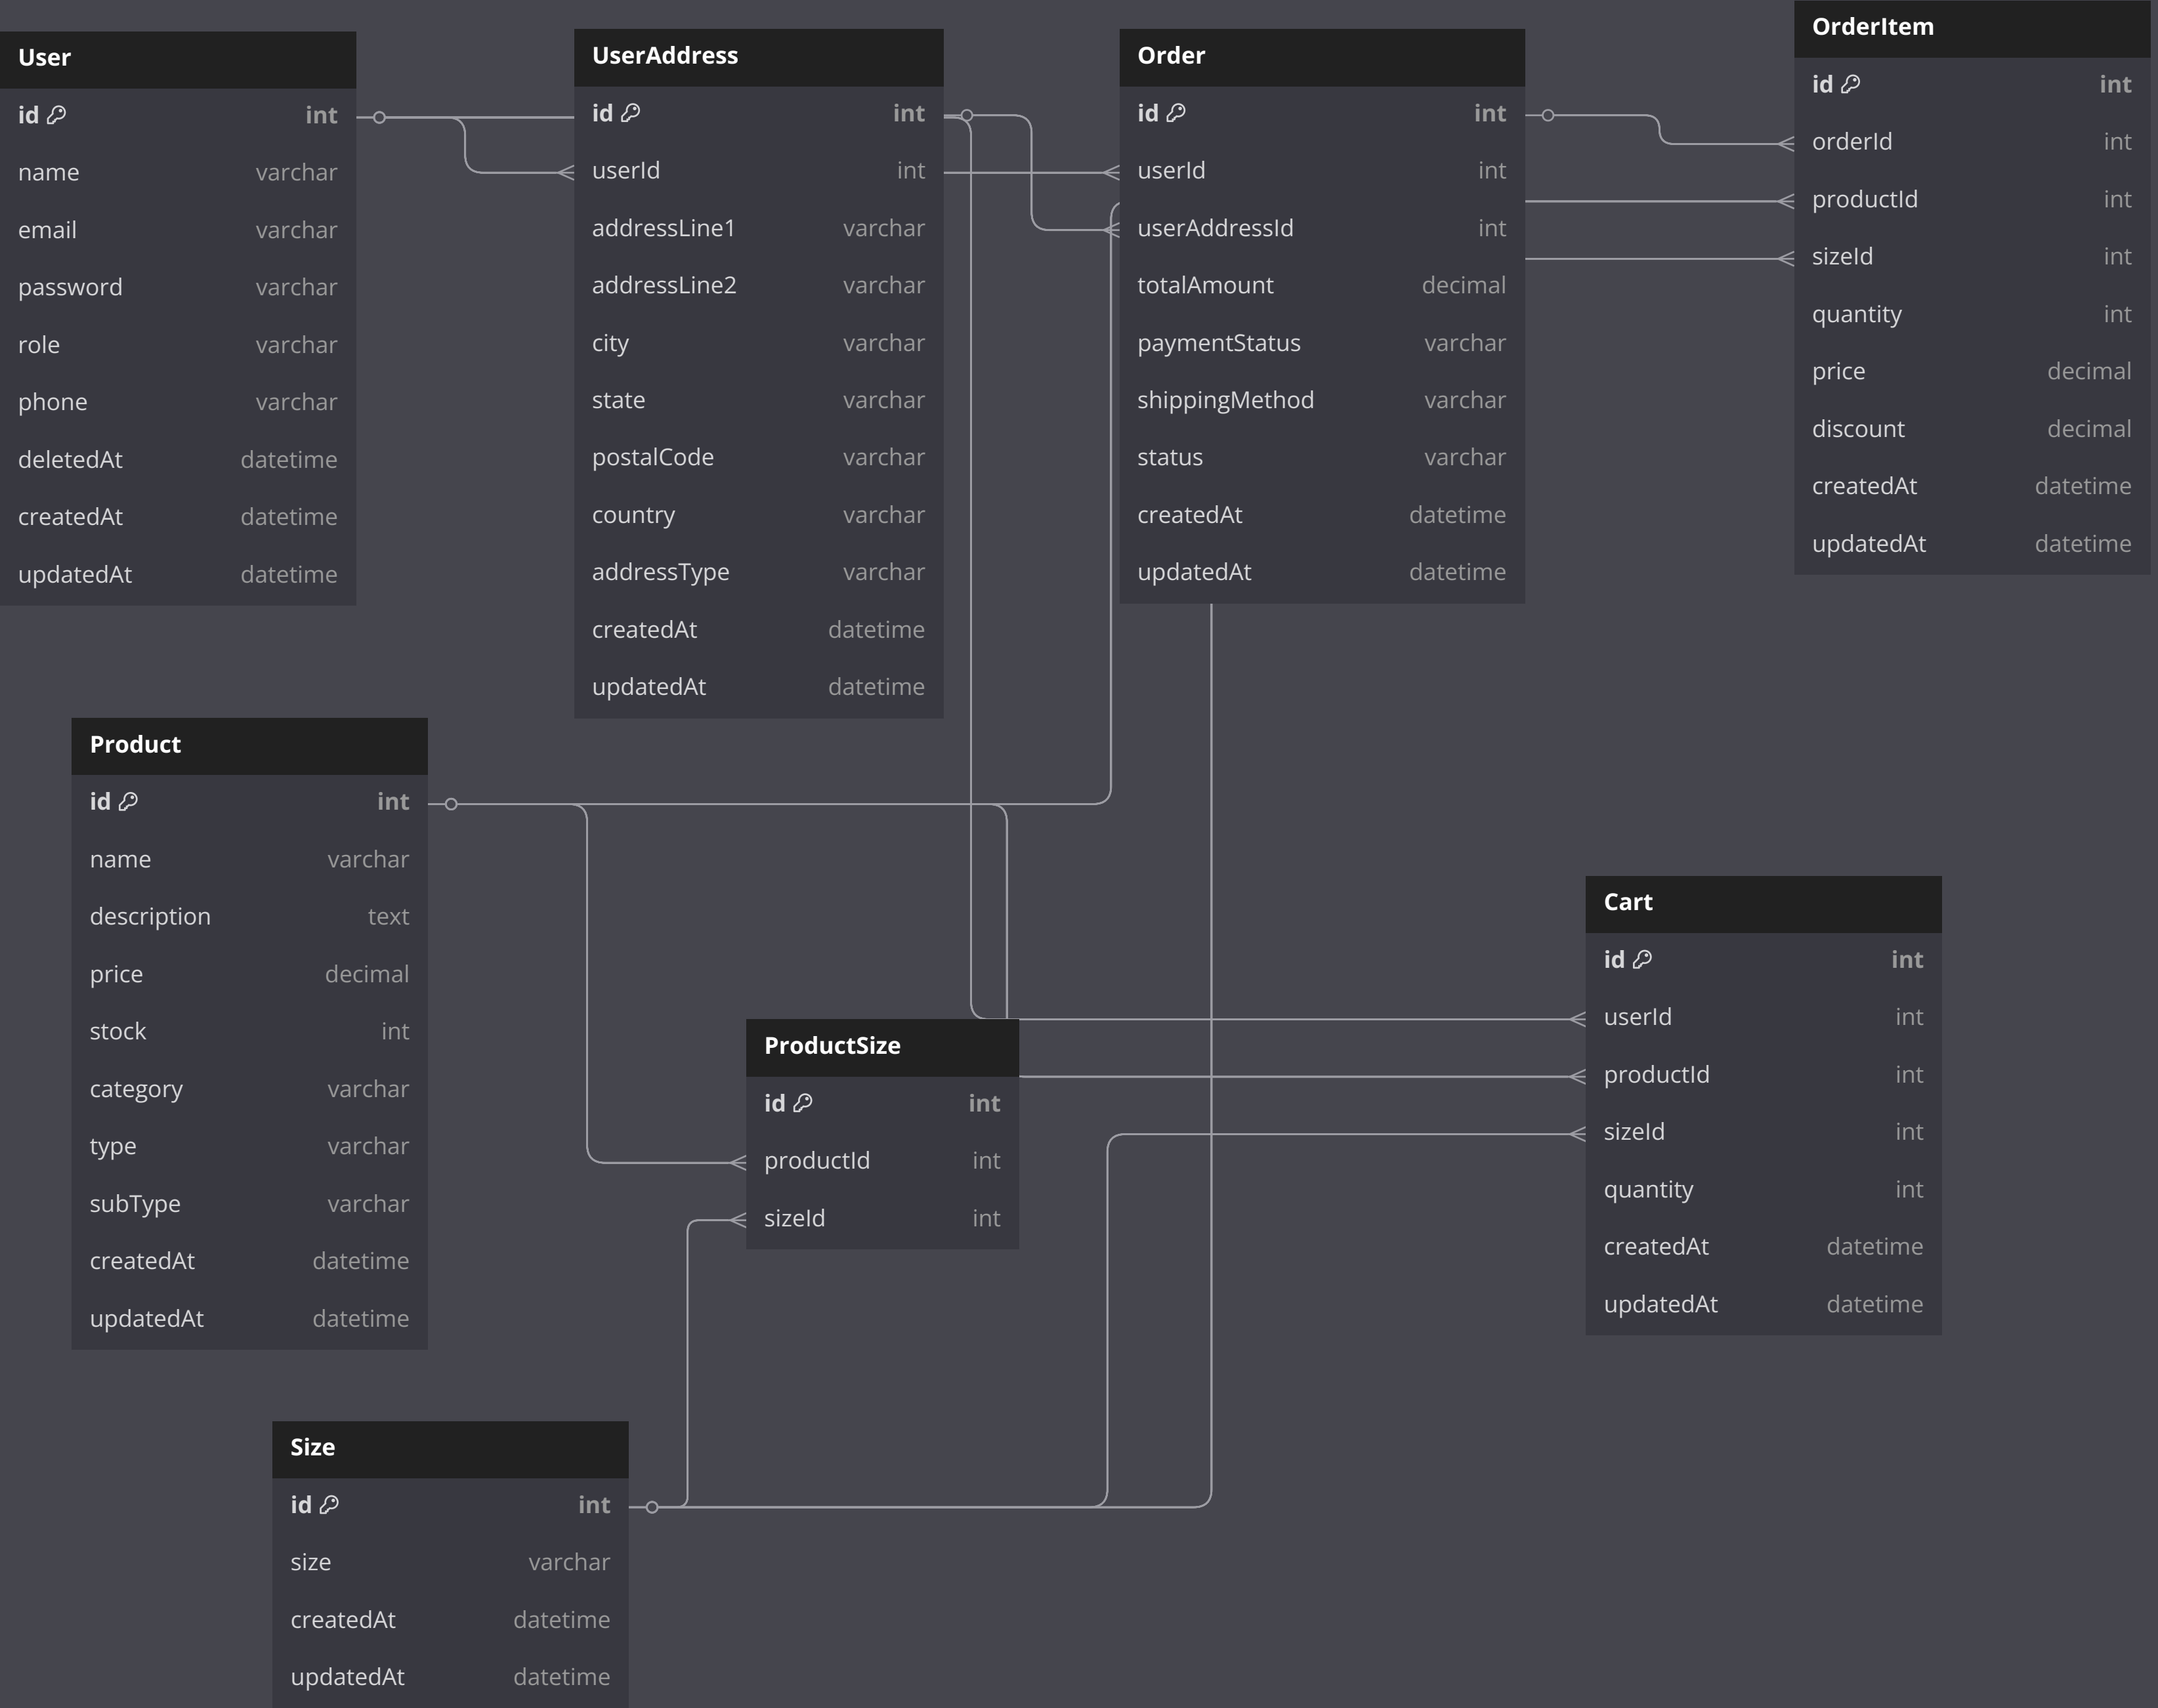 User
id int
name varchar
email varchar
password varchar
role varchar
phone varchar
deletedAt datetime
createdAt datetime
updatedAt datetime
UserAddress
id int
userId int
addressLine1 varchar
addressLine2 varchar
city varchar
state varchar
postalCode varchar
country varchar
addressType varchar
createdAt datetime
updatedAt datetime
Order
id int
userId int
userAddressId int
totalAmount decimal
paymentStatus varchar
shippingMethod varchar
status varchar
createdAt datetime
updatedAt datetime
OrderItem
id int
orderId int
productId int
sizeId int
quantity int
price decimal
discount decimal
createdAt datetime
updatedAt datetime
Product
id int
name varchar
description text
price decimal
stock int
category varchar
type varchar
subType varchar
createdAt datetime
updatedAt datetime
ProductSize
id int
productId int
sizeId int
Cart
id int
userId int
productId int
sizeId int
quantity int
createdAt datetime
updatedAt datetime
Size
id int
size varchar
createdAt datetime
updatedAt datetime